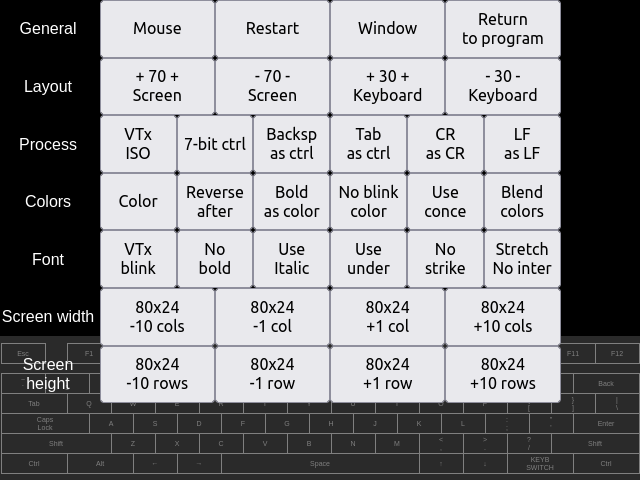 General
Mouse
Restart
Window
Return
to program
Layout
+ 70 +
Screen
- 70 -
Screen
+ 30 +
Keyboard
- 30 -
Keyboard
Process
VTx
ISO
7-bit ctrl
Backsp
as ctrl
Tab
as ctrl
CR
as CR
LF
as LF
Colors
Color
Reverse
after
Bold
as color
No blink
color
Use
conce
Blend
colors
Font
VTx
blink
No
bold
Use
Italic
Use
under
No
strike
Stretch
No inter
Screen width
80x24
-10 cols
80x24
-1 col
80x24
+1 col
80x24
+10 cols
Screen
height
80x24
-10 rows
80x24
-1 row
80x24
+1 row
80x24
+10 rows
Esc
F1
F11
F12
Back
Tab
Q
Caps
Lock
A
S
D
F
G
H
J
K
L
Enter
Shift
Z
X
C
V
B
N
M
<
,
>
.
?
/
Shift
Ctrl
Alt
←
→
Space
↑
↓
KEYB
SWITCH
Ctrl